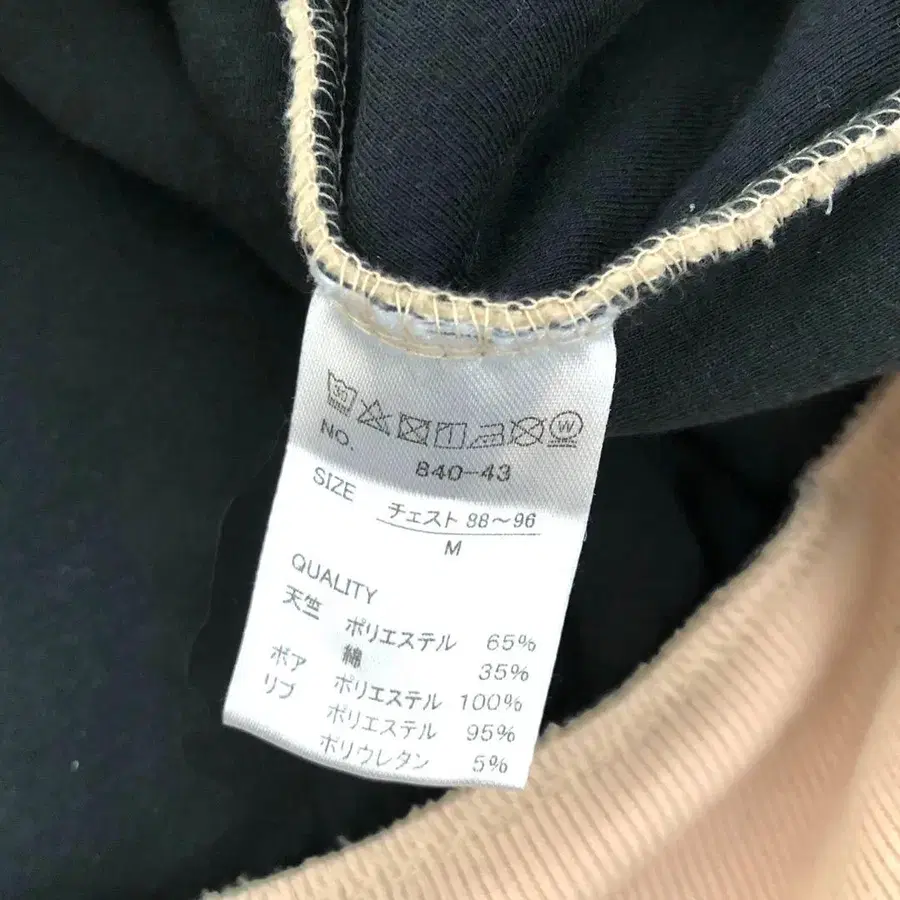 30
W
NO. 840-43
SIZE チェスト 88～96
M
QUALITY
天竺 ポリエステル 65%
綿 35%
ボア ポリエステル 100%
リブ ポリエステル 95%
ポリウレタン 5%